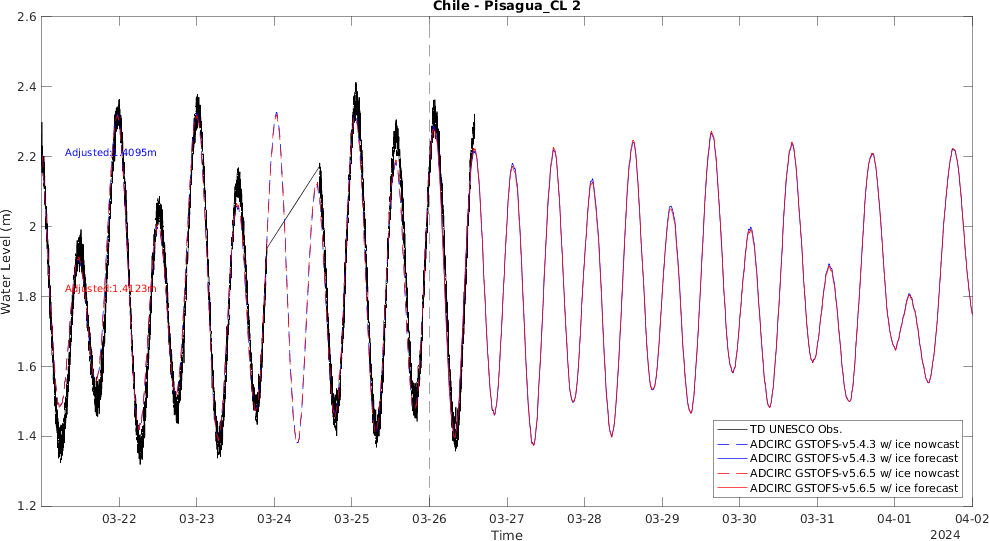 Chile - Pisagua_CL 2
2.6
2.4
2.2
2
1.8
1.6
1.4
1.2
Water Level (m)
Adjusted:
4095m
Adjusted:1.4123m
TD UNESCO Obs.
ADCIRC GSTOFS-v5.4.3 w/ ice nowcast
ADCIRC GSTOFS-v5.4.3 w/ ice forecast
ADCIRC GSTOFS-v5.6.5 w/ ice nowcast
ADCIRC GSTOFS-v5.6.5 w/ ice forecast
03-22 03-23 03-24 03-25 03-26 03-27 03-28 03-29 03-30 03-31 04-01 04-02
Time
2024